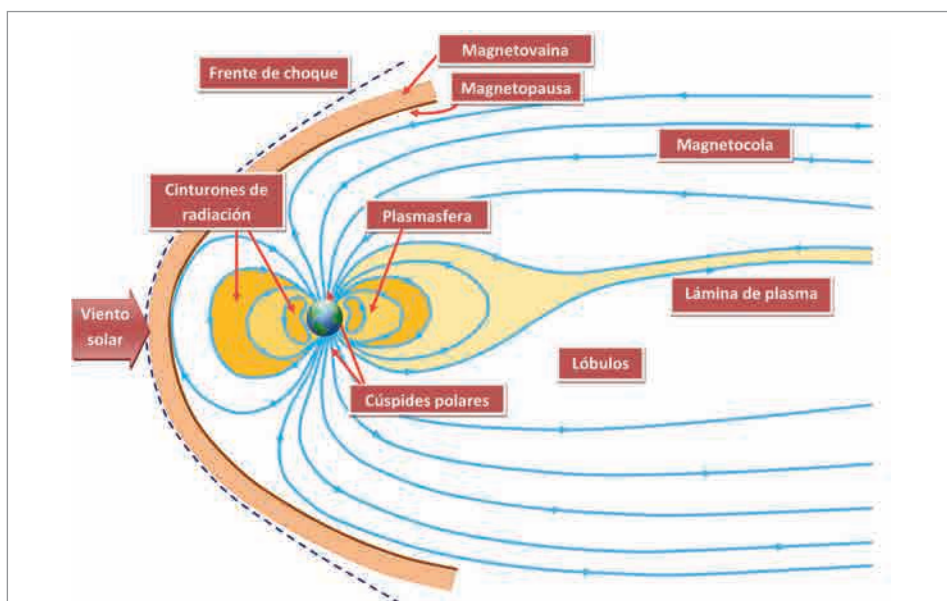 Magnetovaina
Frente de choque
Magnetopausa
Magnetocola
Cinturones de
radiación
Plasmasfera
Lámina de plasma
Viento
solar
Lóbulos
Cúspides polares